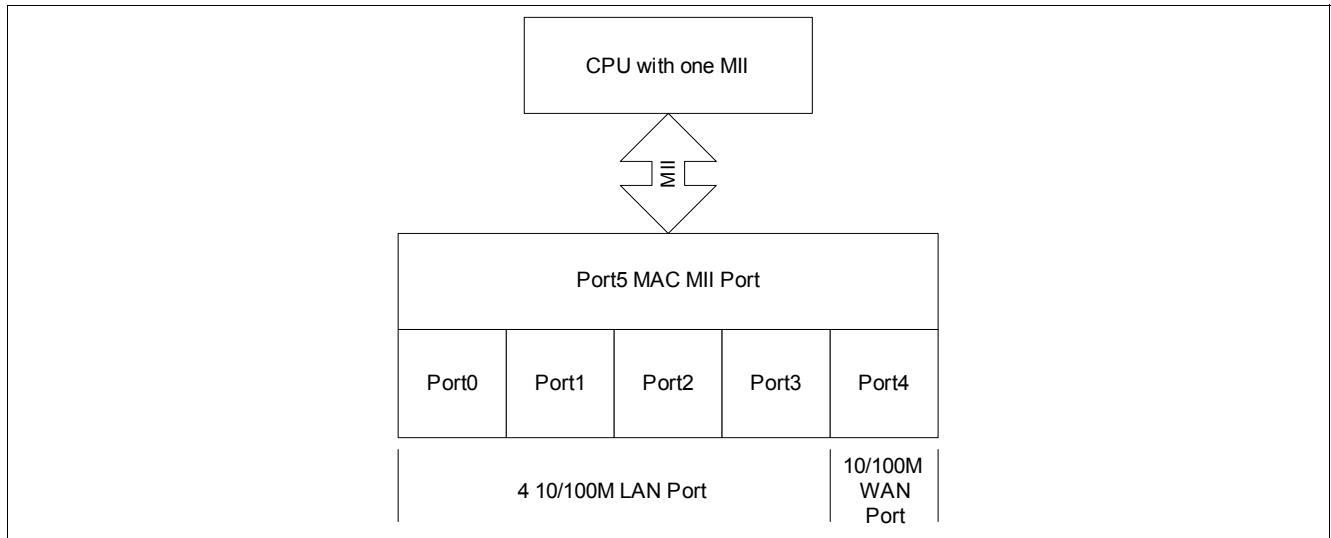 CPU with one MII
MII
Port5 MAC MII Port
Port0
Port1
Port2
Port3
Port4
4 10/100M LAN Port
10/100M
WAN
Port